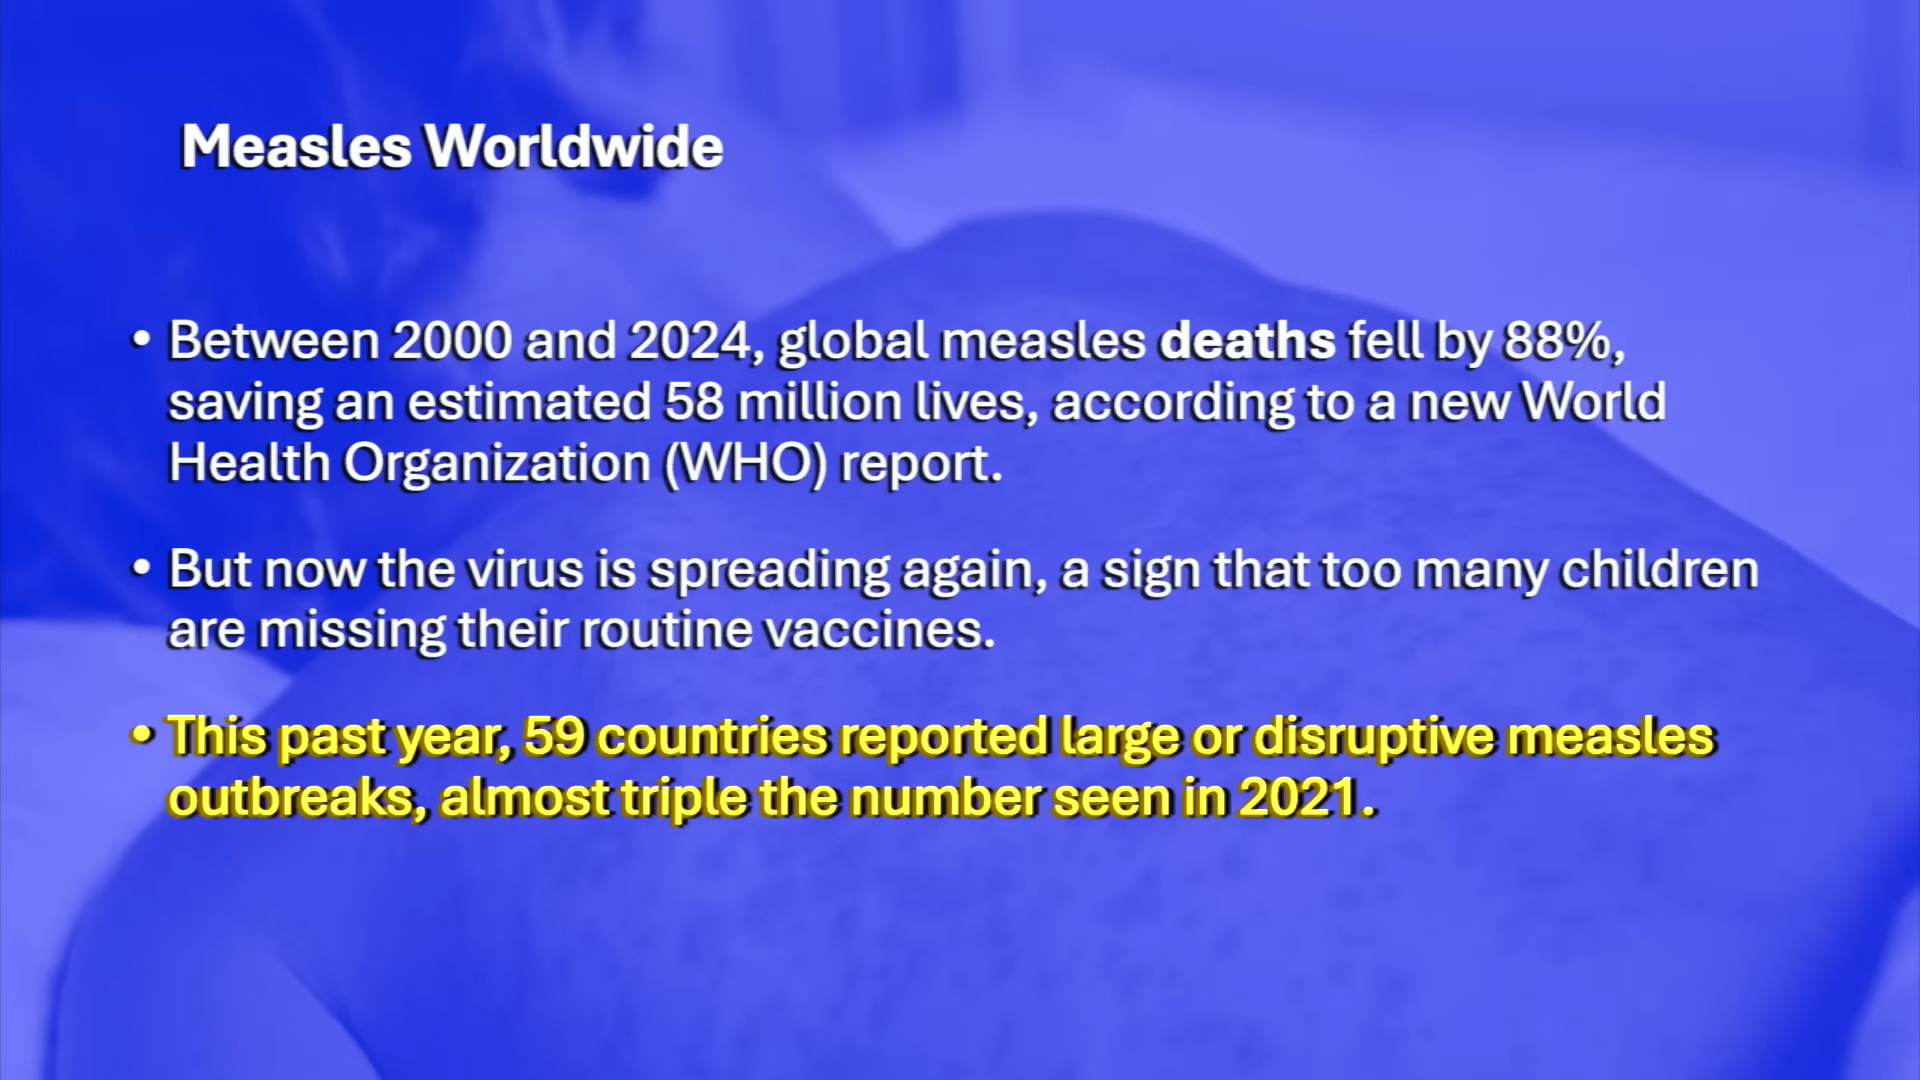 Measles Worldwide
• Between 2000 and 2024, global measles deaths fell by 88%,
saving an estimated 58 million lives, according to a new World
Health Organization (WHO) report.
• But now the virus is spreading again, a sign that too many children
are missing their routine vaccines.
• This past year, 59 countries reported large or disruptive measles
outbreaks, almost triple the number seen in 2021.